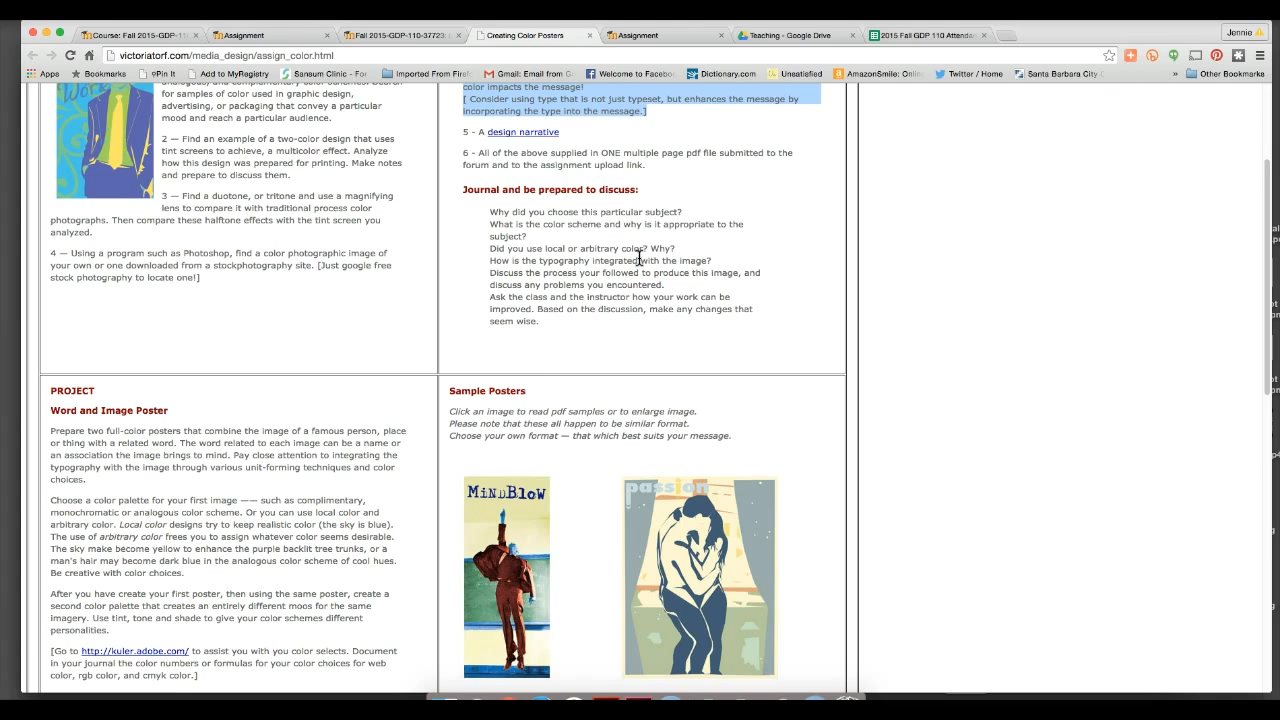 Course: Fall 2015-GDP-11
Assignment
Fall 2015-GDP-110-37723:
Creating Color Posters
Assignment
Teaching - Google Drive
2015 Fall GDP 110 Attendan
Jennie
victoriatorf.com/media_design/assign_color.html
Apps
Bookmarks
Pin It
Add to MyRegistry
Sansum Clinic - For
Imported From Firef
Gmail: Email from G
Welcome to Facebo
Dictionary.com
Uneatisfied
AmazonSmile: Onli
Twitter / Home
Santa Barbara City
»
Other Bookmarks
for samples of color used in graphic design,
advertising, or packaging that convey a particular
mood and reach a particular audience.
2 — Find an example of a two-color design that uses
tint screens to achieve, a multicolor effect. Analyze
how this design was prepared for printing. Make notes
and prepare to discuss them.
3 — Find a duotone, or tritone and use a magnifying
lens to compare it with traditional process color
photographs. Then compare these halftone effects with the tint screen you
analyzed.
4 — Using a program such as Photoshop, find a color photographic image of
your own or one downloaded from a stockphotography site. [Just google free
stock photography to locate one!]
color impacts the message!
[ Consider using type that is not just typeset, but enhances the message by
incorporating the type into the message.]
5 - A design narrative
6 - All of the above supplied in ONE multiple page pdf file submitted to the
forum and to the assignment upload link.
Journal and be prepared to discuss:
Why did you choose this particular subject?
What is the color scheme and why is it appropriate to the
subject?
Did you use local or arbitrary color? Why?
How is the typography integrated with the image?
Discuss the process your followed to produce this image, and
discuss any problems you encountered.
Ask the class and the instructor how your work can be
improved. Based on the discussion, make any changes that
seem wise.
PROJECT
Word and Image Poster
Prepare two full-color posters that combine the image of a famous person, place
or thing with a related word. The word related to each image can be a name or
an association the image brings to mind. Pay close attention to integrating the
typography with the image through various unit-forming techniques and color
choices.
Choose a color palette for your first image —— such as complimentary,
monochromatic or analogous color scheme. Or you can use local color and
arbitrary color. Local color designs try to keep realistic color (the sky is blue).
The use of arbitrary color frees you to assign whatever color seems desirable.
The sky make become yellow to enhance the purple backlit tree trunks, or a
man's hair may become dark blue in the analogous color scheme of cool hues.
Be creative with color choices.
After you have create your first poster, then using the same poster, create a
second color palette that creates an entirely different moos for the same
imagery. Use tint, tone and shade to give your color schemes different
personalities.
[Go to http://kuler.adobe.com/ to assist you with you color selects. Document
in your journal the color numbers or formulas for your color choices for web
color, rgb color, and cmyk color.]
Sample Posters
Click an image to read pdf samples or to enlarge image.
Please note that these all happen to be similar format.
Choose your own format — that which best suits your message.
MINDBLOW
passion